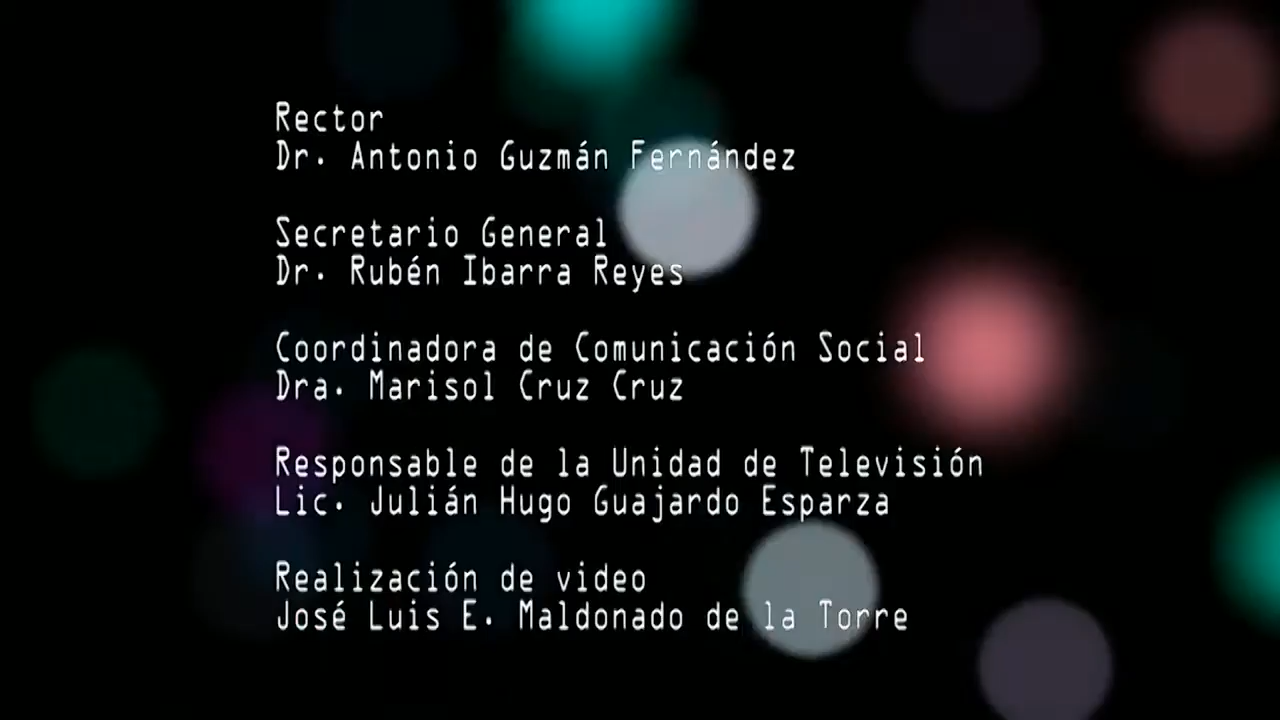 Rector
Dr. Antonio Guzmán Fernández
Secretario General
Dr. Rubén Ibarra Reyes
Coordinadora de Comunicación Social
Dra. Marisol Cruz Cruz
Responsable de la Unidad de Televisión
Lic. Julián Hugo Guajardo Esparza
Realización de video
José Luis E. Maldonado de la Torre